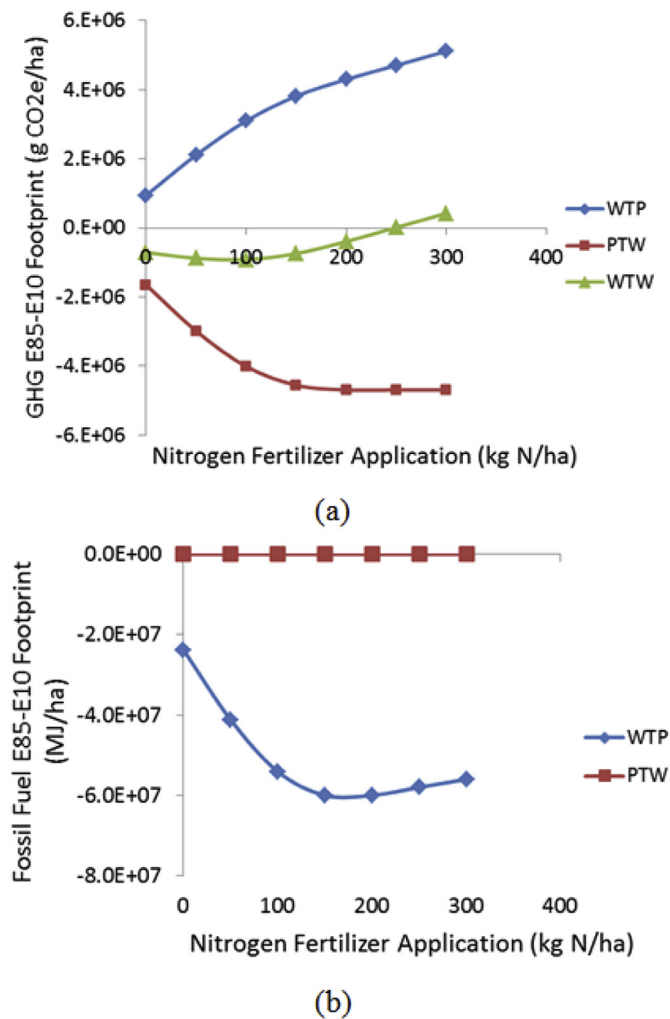 6.E+06
4.E+06
2.E+06
0.E+00
-2.E+06
-4.E+06
-6.E+06
GHG E85-E10 Footprint (g CO2e/ha)
0
100
200
300
400
WTP
PTW
WTW
Nitrogen Fertilizer Application (kg N/ha)
(a)
0.0E+00
-2.0E+07
-4.0E+07
-6.0E+07
-8.0E+07
Fossil Fuel E85-E10 Footprint
(MJ/ha)
WTP
PTW
0
100
200
300
400
Nitrogen Fertilizer Application (kg N/ha)
(b)